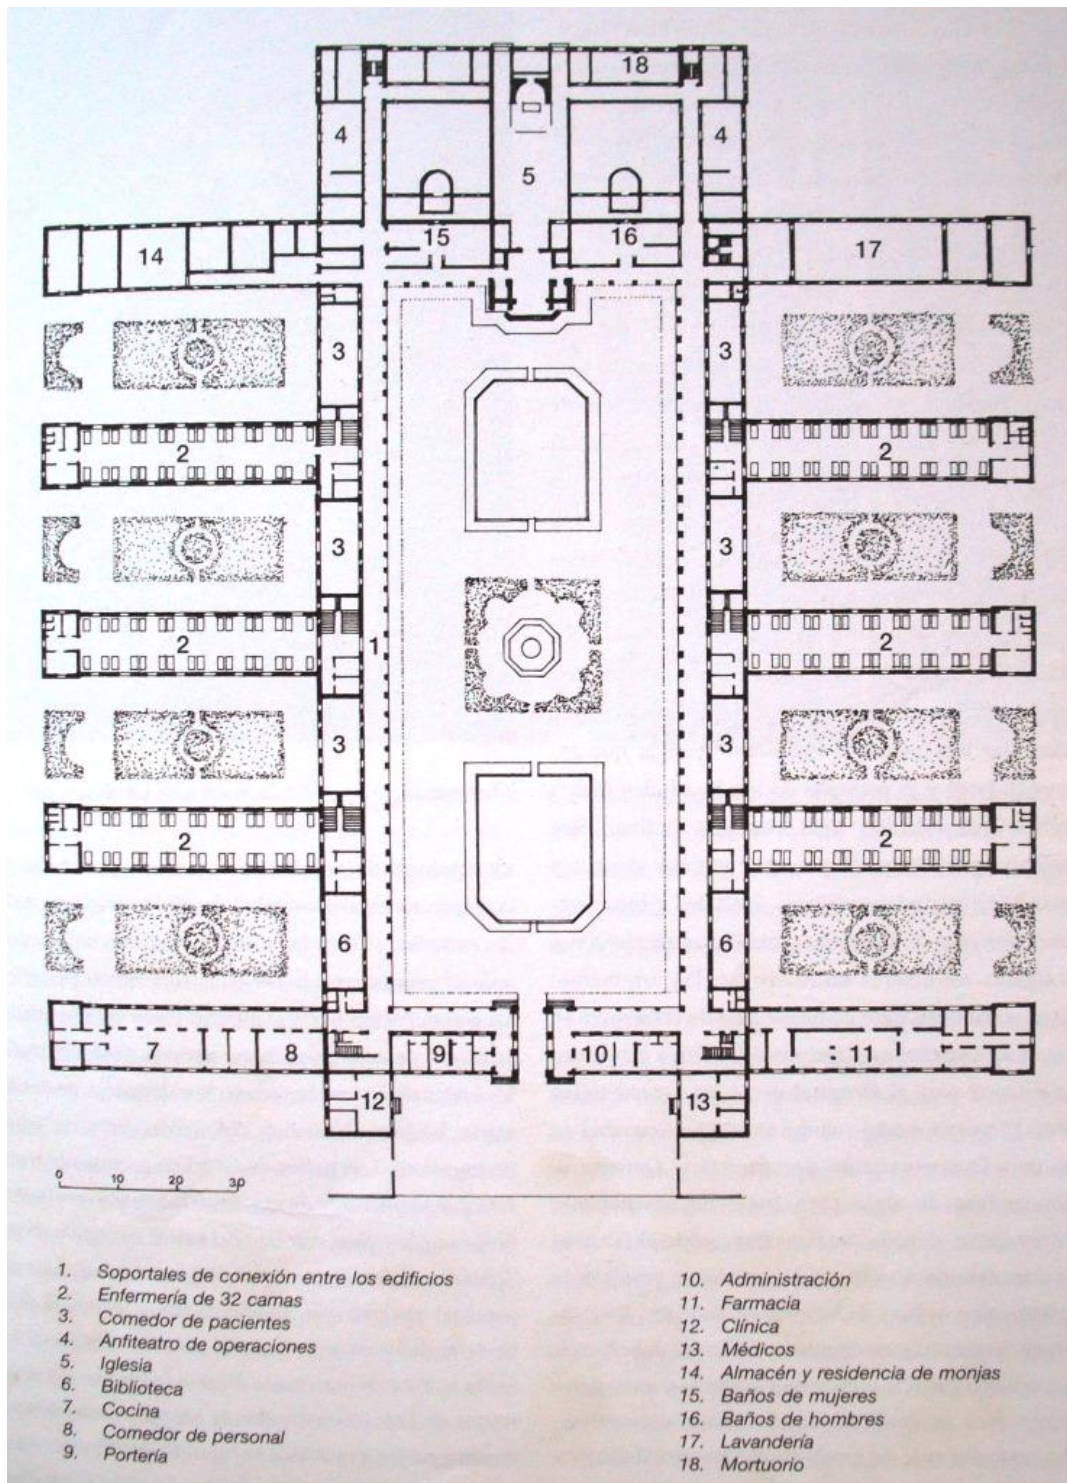 18
4
4
5
15
16
14
17
3
3
2
2
3
3
1
2
2
3
3
2
2
6
6
7
8
9
10
11
12
13
0 10 20 30
1. Soportales de conexión entre los edificios
2. Enfermería de 32 camas
3. Comedor de pacientes
4. Anfiteatro de operaciones
5. Iglesia
6. Biblioteca
7. Cocina
8. Comedor de personal
9. Portería
10. Administración
11. Farmacia
12. Clínica
13. Médicos
14. Almacén y residencia de monjas
15. Baños de mujeres
16. Baños de hombres
17. Lavandería
18. Mortuorio